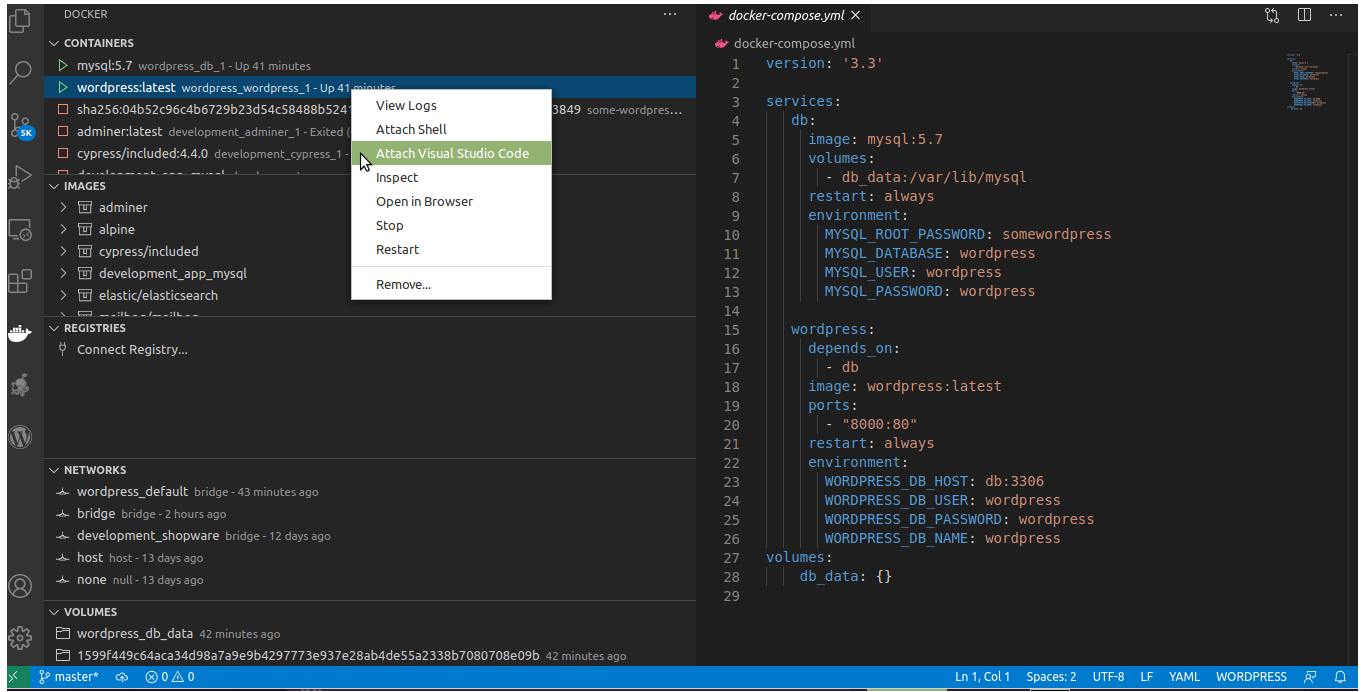 DOCKER
CONTAINERS
mysql:5.7 wordpress_db_1 - Up 41 minutes
wordpress:latest wordpress_wordpress_1 - Up 41 minutes
sha256:04b52c96c4b6729b23d54c58488b5241 3849 some-wordpres...
adminer:latest development_adminer_1 - Exited (
cypress/included:4.4.0 development_cypress_1 -
5K
View Logs
Attach Shell
Attach Visual Studio Code
Inspect
Open in Browser
Stop
Restart
Remove...
IMAGES
adminer
alpine
cypress/included
development_app_mysql
elastic/elasticsearch
REGISTRIES
Connect Registry...
NETWORKS
wordpress_default bridge - 43 minutes ago
bridge bridge - 2 hours ago
development_shopware bridge - 12 days ago
host host - 13 days ago
none null - 13 days ago
VOLUMES
wordpress_db_data 42 minutes ago
1599f449c64aca34d98a7a9e9b4297773e937e28ab4de55a2338b7080708e09b 42 minutes ago
docker-compose.yml
docker-compose.yml
1 version: '3.3'
2
3 services:
4 db:
5 image: mysql:5.7
6 volumes:
7 - db_data:/var/lib/mysql
8 restart: always
9 environment:
10 MYSQL_ROOT_PASSWORD: somewordpress
11 MYSQL_DATABASE: wordpress
12 MYSQL_USER: wordpress
13 MYSQL_PASSWORD: wordpress
14
15 wordpress:
16 depends_on:
17 - db
18 image: wordpress:latest
19 ports:
20 - "8000:80"
21 restart: always
22 environment:
23 WORDPRESS_DB_HOST: db:3306
24 WORDPRESS_DB_USER: wordpress
25 WORDPRESS_DB_PASSWORD: wordpress
26 WORDPRESS_DB_NAME: wordpress
27 volumes:
28 db_data: {}
29
master* 0 0 Ln 1, Col 1 Spaces: 2 UTF-8 LF YAML WORDPRESS